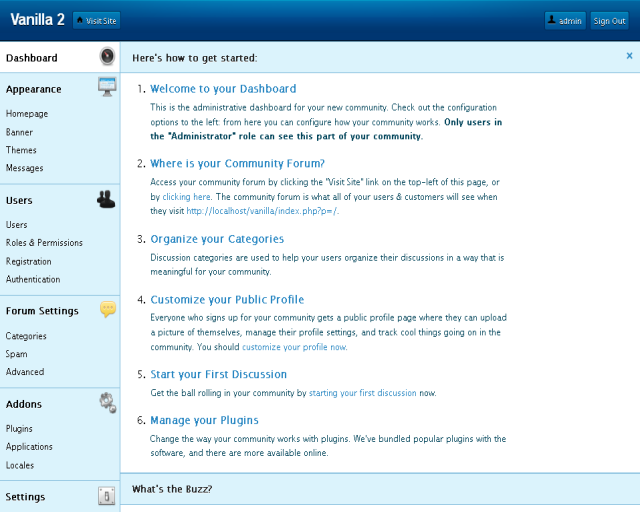 Vanilla 2 Visit Site admin Sign Out
Dashboard
Appearance
Homepage
Banner
Themes
Messages
Users
Users
Roles & Permissions
Registration
Authentication
Forum Settings
Categories
Spam
Advanced
Addons
Plugins
Applications
Locales
Settings
Here's how to get started: ×
1. Welcome to your Dashboard
This is the administrative dashboard for your new community. Check out the configuration
options to the left: from here you can configure how your community works. Only users in
the "Administrator" role can see this part of your community.
2. Where is your Community Forum?
Access your community forum by clicking the "Visit Site" link on the top-left of this page, or
by clicking here. The community forum is what all of your users & customers will see when
they visit http://localhost/vanilla/index.php?p=/.
3. Organize your Categories
Discussion categories are used to help your users organize their discussions in a way that is
meaningful for your community.
4. Customize your Public Profile
Everyone who signs up for your community gets a public profile page where they can upload
a picture of themselves, manage their profile settings, and track cool things going on in the
community. You should customize your profile now.
5. Start your First Discussion
Get the ball rolling in your community by starting your first discussion now.
6. Manage your Plugins
Change the way your community works with plugins. We've bundled popular plugins with the
software, and there are more available online.
What's the Buzz?